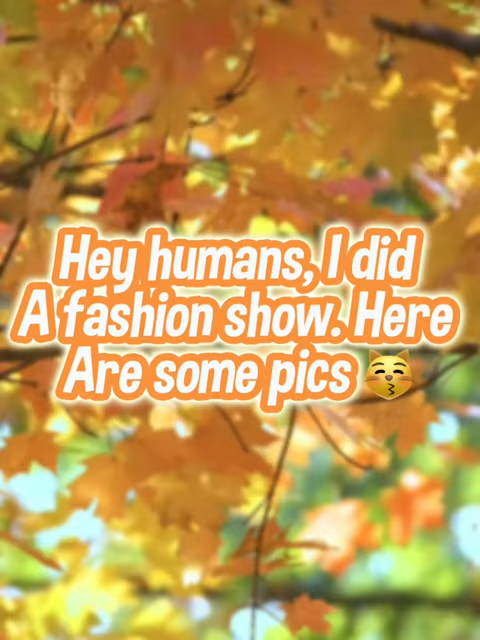 Hey humans, I did
A fashion show. Here
Are some pics 😽